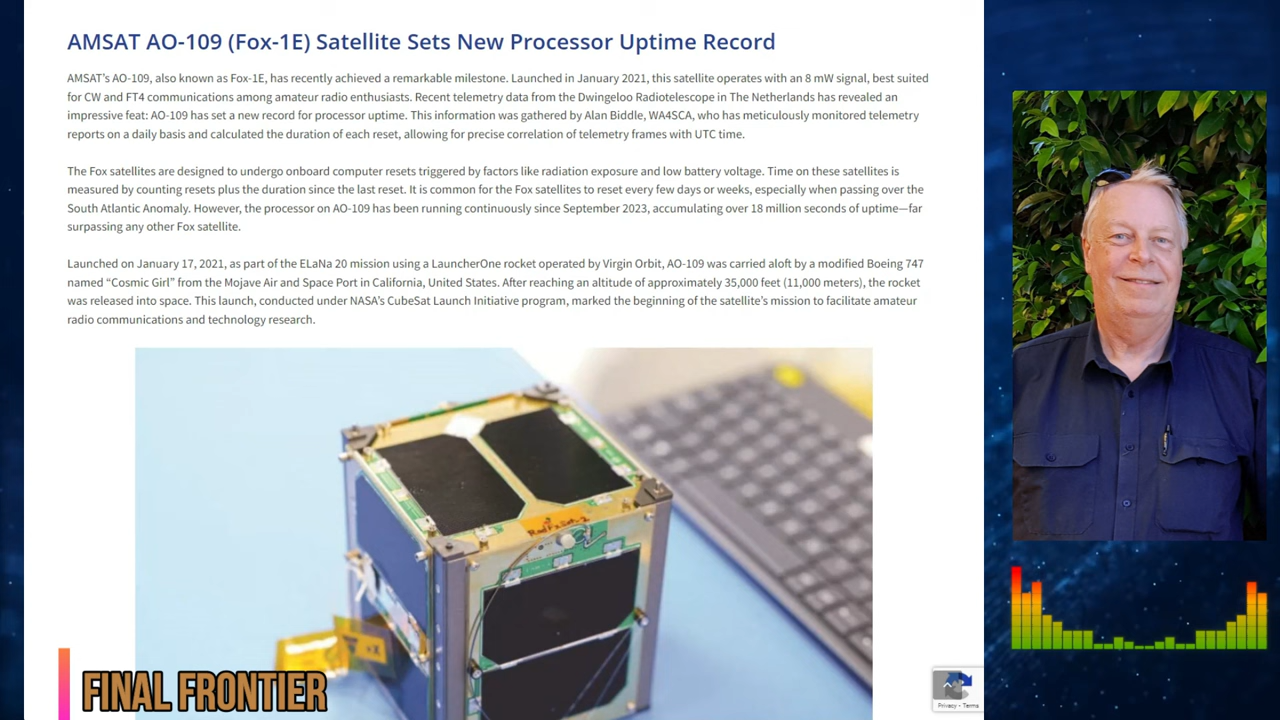 AMSAT AO-109 (Fox-1E) Satellite Sets New Processor Uptime Record
AMSAT's AO-109, also known as Fox-1E, has recently achieved a remarkable milestone. Launched in January 2021, this satellite operates with an 8 mW signal, best suited
for CW and FT4 communications among amateur radio enthusiasts. Recent telemetry data from the Dwingeloo Radiotelescope in The Netherlands has revealed an
impressive feat: AO-109 has set a new record for processor uptime. This information was gathered by Alan Biddle, WA4SCA, who has meticulously monitored telemetry
reports on a daily basis and calculated the duration of each reset, allowing for precise correlation of telemetry frames with UTC time.
The Fox satellites are designed to undergo onboard computer resets triggered by factors like radiation exposure and low battery voltage. Time on these satellites is
measured by counting resets plus the duration since the last reset. It is common for the Fox satellites to reset every few days or weeks, especially when passing over the
South Atlantic Anomaly. However, the processor on AO-109 has been running continuously since September 2023, accumulating over 18 million seconds of uptime—far
surpassing any other Fox satellite.
Launched on January 17, 2021, as part of the ELaNa 20 mission using a LauncherOne rocket operated by Virgin Orbit, AO-109 was carried aloft by a modified Boeing 747
named “Cosmic Girl” from the Mojave Air and Space Port in California, United States. After reaching an altitude of approximately 35,000 feet (11,000 meters), the rocket
was released into space. This launch, conducted under NASA's CubeSat Launch Initiative program, marked the beginning of the satellite's mission to facilitate amateur
radio communications and technology research.
FINAL FRONTIER
Privacy - Terms